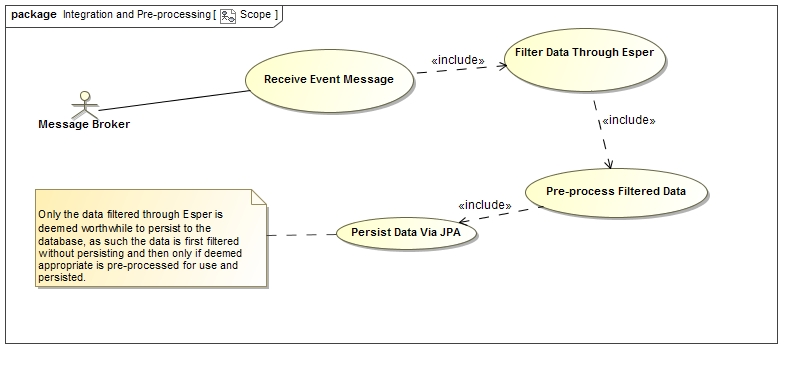 package Integration and Pre-processing [ Scope ]
«include»
Filter Data Through Esper
Receive Event Message
Message Broker
«include»
Pre-process Filtered Data
«include»
Persist Data Via JPA
Only the data filtered through Esper is
deemed worthwhile to persist to the
database, as such the data is first filtered
without persisting and then only if deemed
appropriate is pre-processed for use and
persisted.